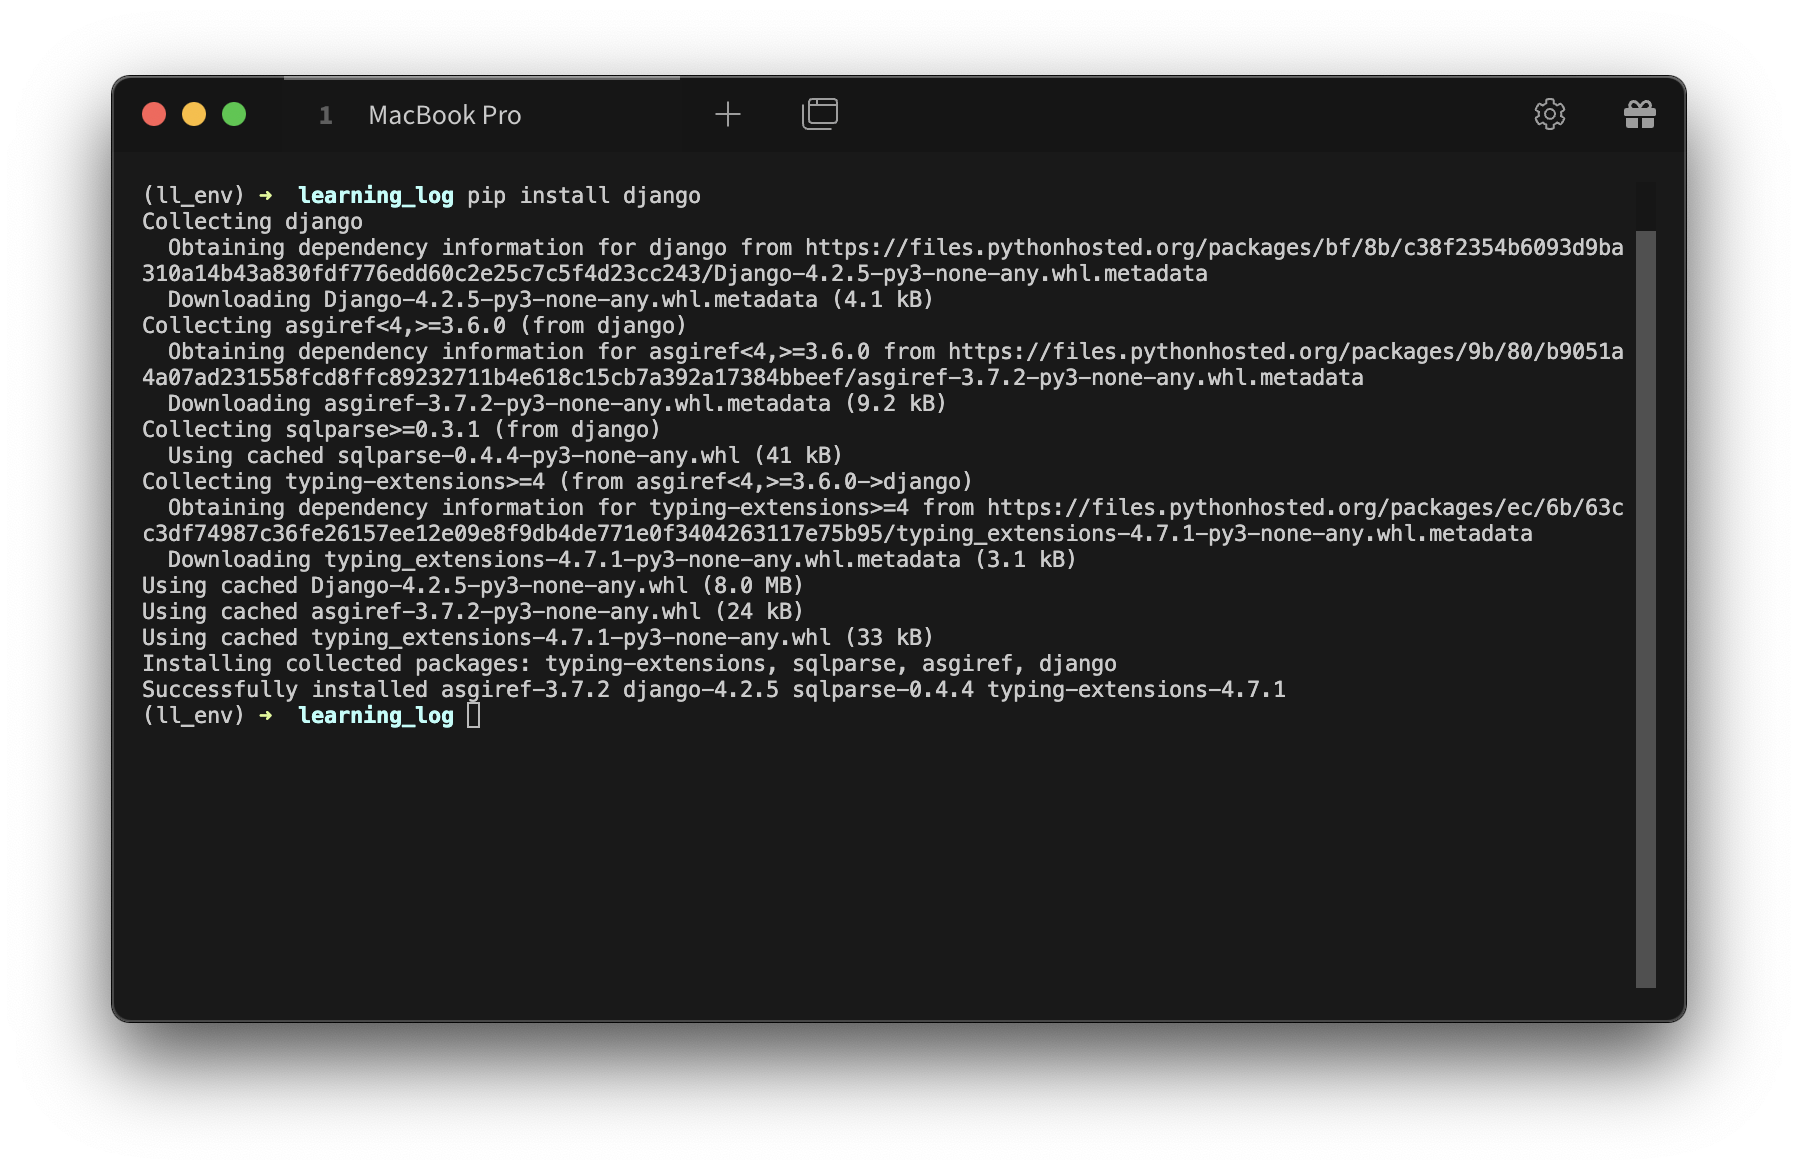 1 MacBook Pro
(ll_env) ➜  learning_log pip install django
Collecting django
  Obtaining dependency information for django from https://files.pythonhosted.org/packages/bf/8b/c38f2354b6093d9ba
310a14b43a830fdf776edd60c2e25c7c5f4d23cc243/Django-4.2.5-py3-none-any.whl.metadata
  Downloading Django-4.2.5-py3-none-any.whl.metadata (4.1 kB)
Collecting asgiref<4,>=3.6.0 (from django)
  Obtaining dependency information for asgiref<4,>=3.6.0 from https://files.pythonhosted.org/packages/9b/80/b9051a
4a07ad231558fcd8ffc89232711b4e618c15cb7a392a17384bbeef/asgiref-3.7.2-py3-none-any.whl.metadata
  Downloading asgiref-3.7.2-py3-none-any.whl.metadata (9.2 kB)
Collecting sqlparse>=0.3.1 (from django)
  Using cached sqlparse-0.4.4-py3-none-any.whl (41 kB)
Collecting typing-extensions>=4 (from asgiref<4,>=3.6.0->django)
  Obtaining dependency information for typing-extensions>=4 from https://files.pythonhosted.org/packages/ec/6b/63c
c3df74987c36fe26157ee12e09e8f9db4de771e0f3404263117e75b95/typing_extensions-4.7.1-py3-none-any.whl.metadata
  Downloading typing_extensions-4.7.1-py3-none-any.whl.metadata (3.1 kB)
Using cached Django-4.2.5-py3-none-any.whl (8.0 MB)
Using cached asgiref-3.7.2-py3-none-any.whl (24 kB)
Using cached typing_extensions-4.7.1-py3-none-any.whl (33 kB)
Installing collected packages: typing-extensions, sqlparse, asgiref, django
Successfully installed asgiref-3.7.2 django-4.2.5 sqlparse-0.4.4 typing-extensions-4.7.1
(ll_env) ➜  learning_log